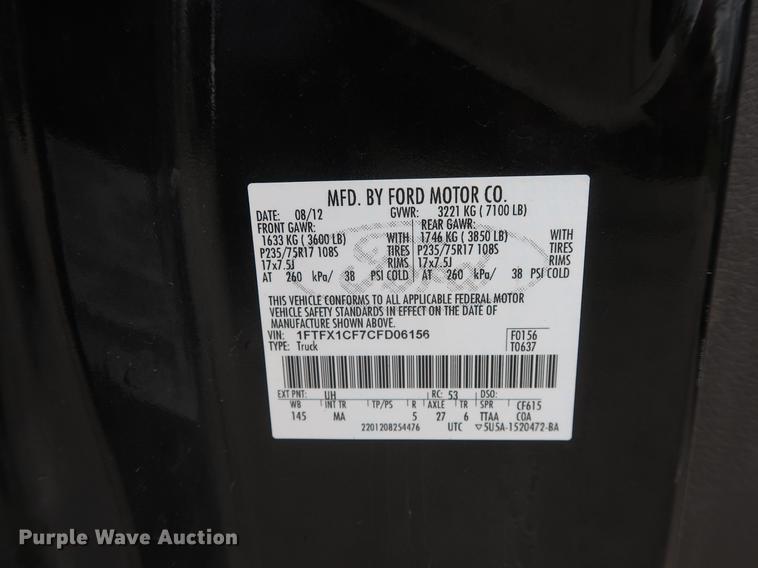 MFD. BY FORD MOTOR CO.
DATE: 08/12 GVWR: 3221 KG ( 7100 LB)
FRONT GAWR: REAR GAWR:
1633 KG ( 3600 LB) WITH 1746 KG ( 3850 LB) WITH
P235/75R17 108S TIRES P235/75R17 108S TIRES
17x7.5J RIMS 17x7.5J RIMS
AT 260 kPa/ 38 PSI COLD AT 260 kPa/ 38 PSI COLD
THIS VEHICLE CONFORMS TO ALL APPLICABLE FEDERAL MOTOR
VEHICLE SAFETY STANDARDS IN EFFECT ON THE DATE OF
MANUFACTURE SHOWN ABOVE.
VIN: 1FTFX1CF7CFD06156 F0156
TYPE: Truck T0637
EXT PNT: UH RC: 53 DSO:
WB INT TR TP/PS R AXLE TR SPR CF615
145 MA 5 27 6 TTAA COA
2201208254476 UTC ▽5U5A-1520472-BA
Purple Wave Auction